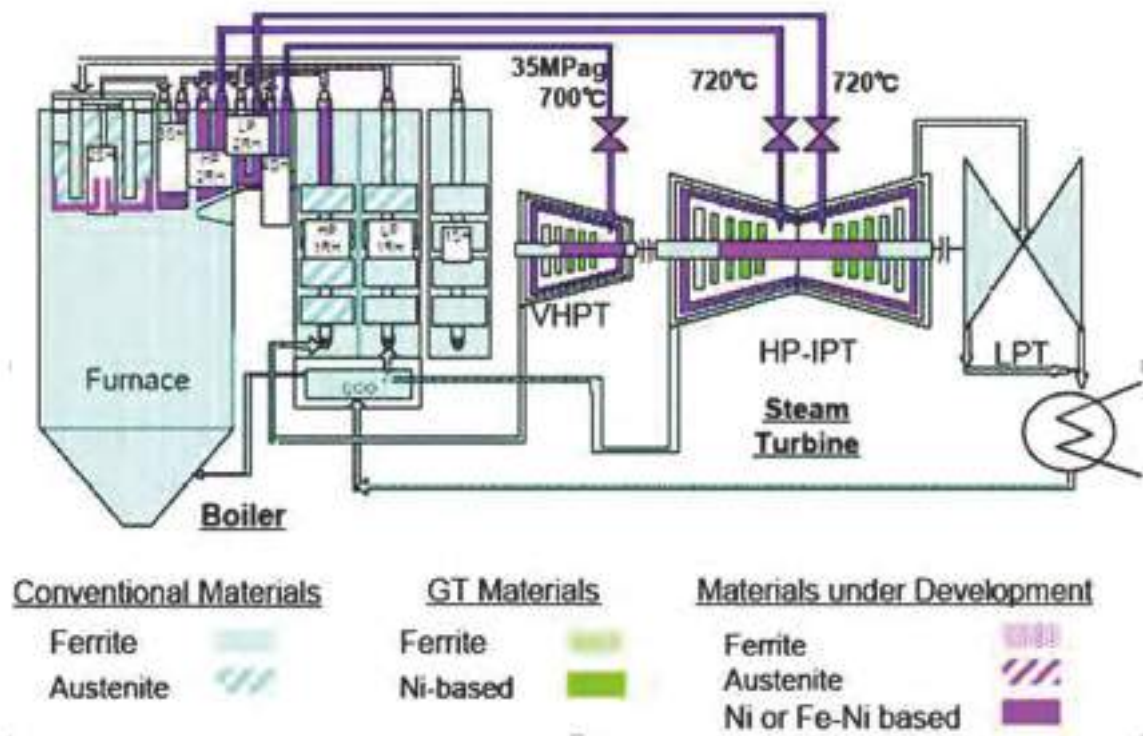 35MPag
700℃
720℃
720℃
3SH
HP
2RH
LP
2RH
HP
1RH
LP
1RH
1SH
VHPT
HP-IPT
LPT
Furnace
ECO
Steam
Turbine
Boiler
Conventional Materials
Ferrite
Austenite
GT Materials
Ferrite
Ni-based
Materials under Development
Ferrite
Austenite
Ni or Fe-Ni based